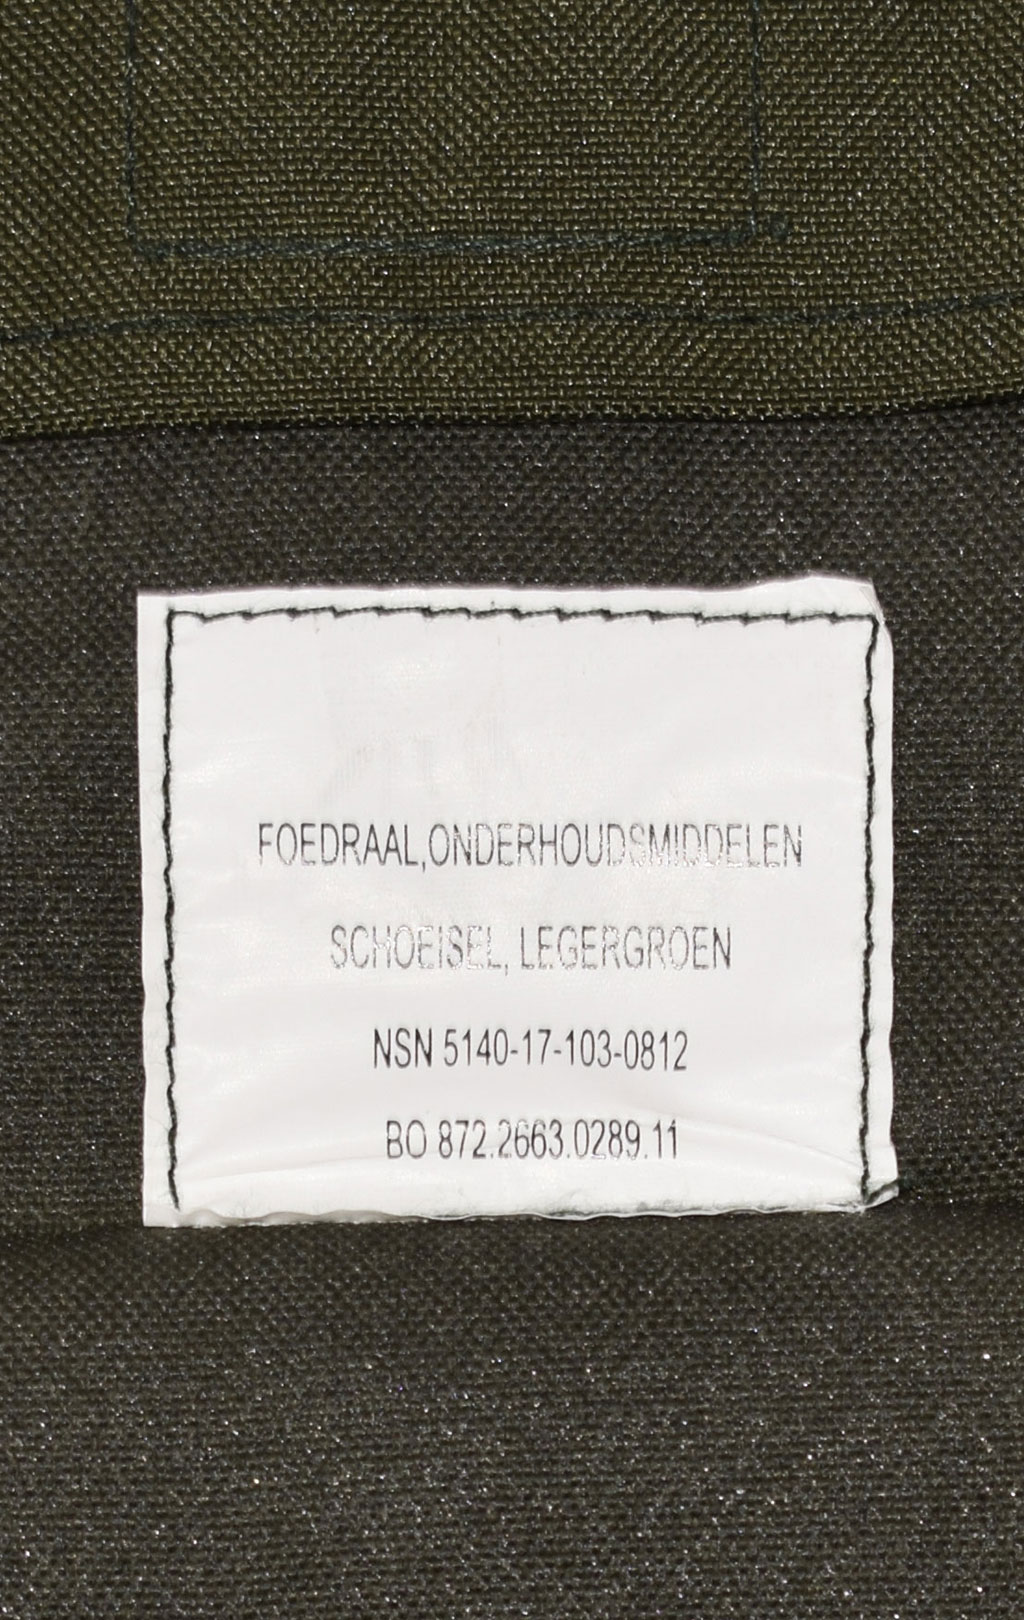 FOEDRAAL,ONDERHOUDSMIDDELEN
SCHOEISEL, LEGERGROEN
NSN 5140-17-103-0812
BO 872.2663.0289.11